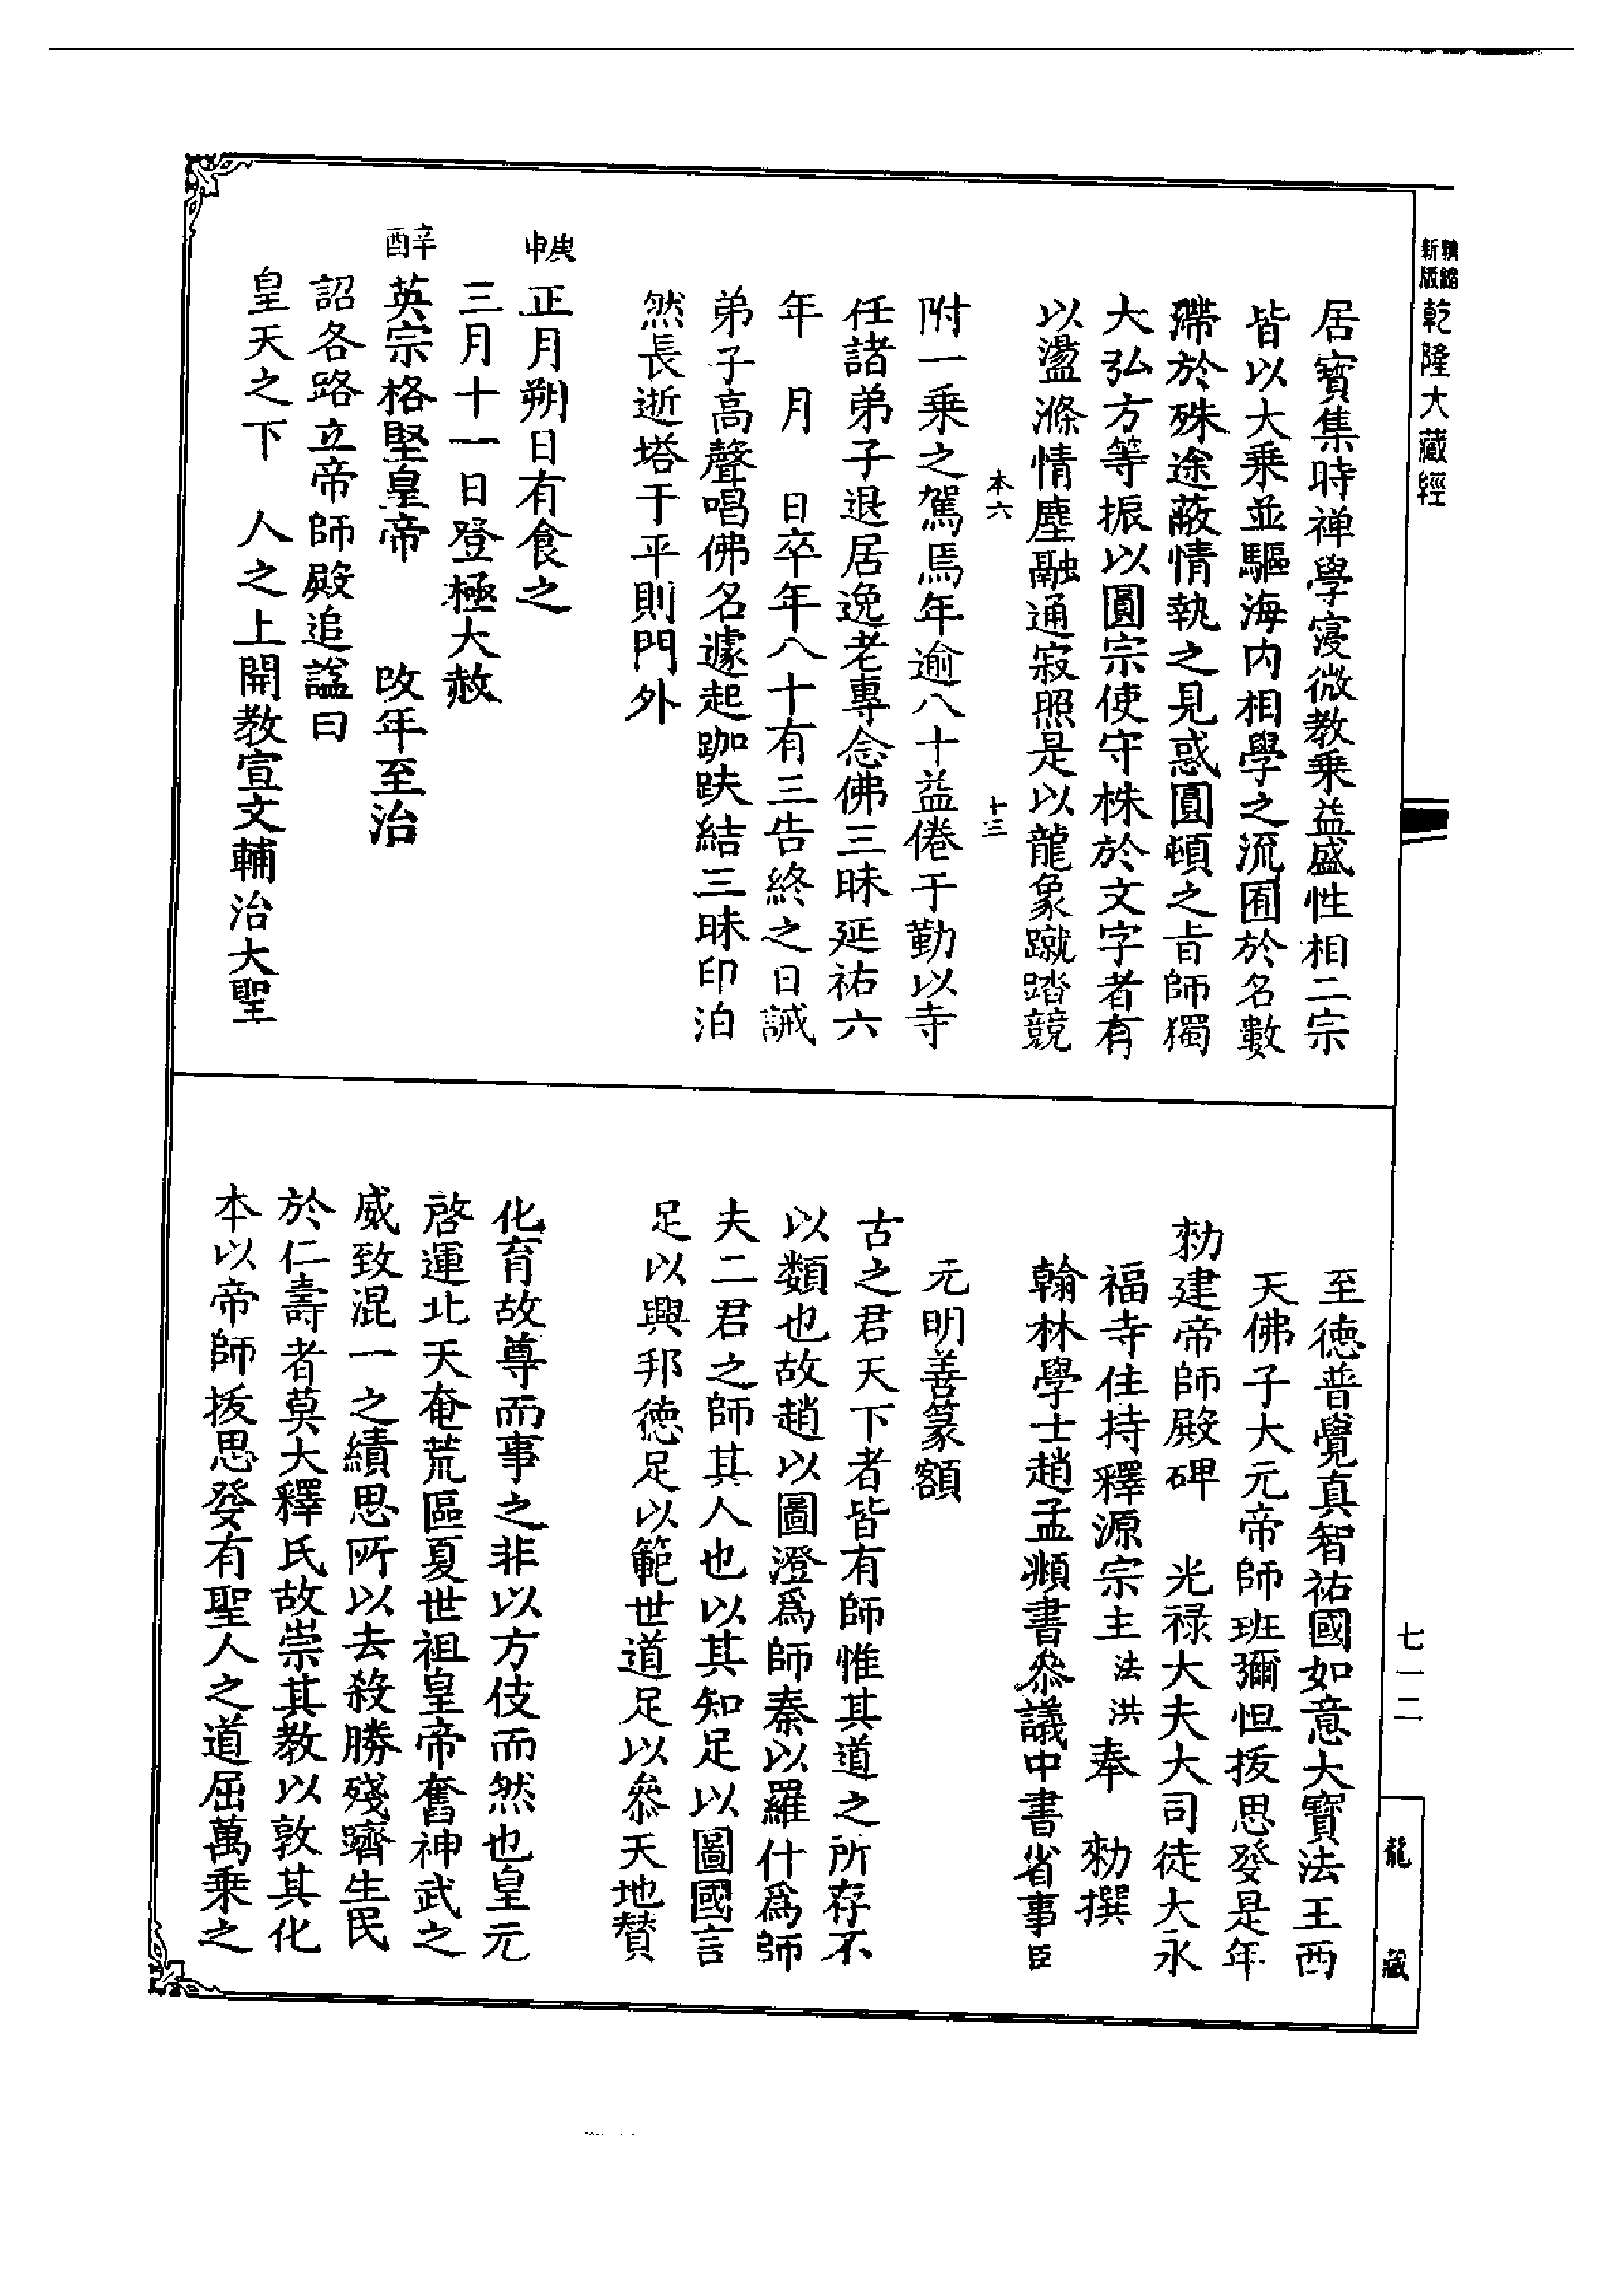 新版精縮乾隆大藏經
居寳集時禅學寖微教乗益盛性相二宗
皆以大乗並驅海内相學之流囿於名數
滯於殊途蔽情執之見惑圓頓之㫖師獨
大弘方等振以圓宗使守株於文字者有
以盪滌情塵融通寂照是以龍象蹴踏競
本六 十三
附一乗之駕焉年逾八十益倦于勤以寺
任諸弟子退居逸老專念佛三昧延祐六
年 月 日卒年八十有三告終之日誡
弟子高聲唱佛名遽起跏趺結三昧印泊
然長逝塔于平則門外
庚申正月朔日有食之
三月十一日登極大赦
辛酉英宗格堅皇帝 改年至治
詔各路立帝師殿追諡曰
皇天之下 人之上開教宣文輔治大聖
至德普覺真智祐國如意大寳法王西
天佛子大元帝師班彌怛拔思發是年
勑建帝師殿碑 光禄大夫大司徒大永
福寺住持釋源宗主法洪奉 勑撰
翰林學士趙孟頫書叅議中書省事臣
元明善篆額
古之君天下者皆有師惟其道之所存不
以類也故趙以圖澄爲師秦以羅什爲師
夫二君之師其人也以其知足以圖國言
足以興邦德足以範世道足以叅天地賛
化育故尊而事之非以方伎而然也皇元
啓運北天奄荒區夏世祖皇帝奮神武之
威致混一之績思所以去殺勝殘躋生民
於仁壽者莫大釋氏故崇其教以敦其化
本以帝師拔思發有聖人之道屈萬乗之
七一二
龍藏